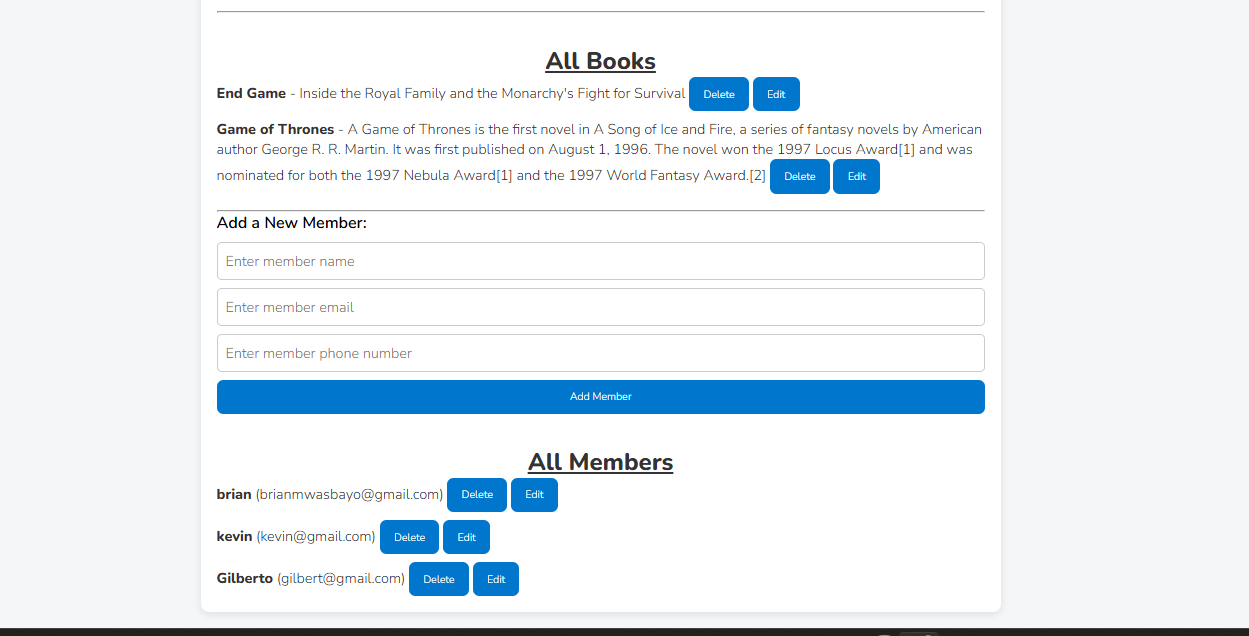 All Books
End Game - Inside the Royal Family and the Monarchy's Fight for Survival Delete Edit
Game of Thrones - A Game of Thrones is the first novel in A Song of Ice and Fire, a series of fantasy novels by American
author George R. R. Martin. It was first published on August 1, 1996. The novel won the 1997 Locus Award[1] and was
nominated for both the 1997 Nebula Award[1] and the 1997 World Fantasy Award.[2] Delete Edit
Add a New Member:
Enter member name
Enter member email
Enter member phone number
Add Member
All Members
brian (brianmwasbayo@gmail.com) Delete Edit
kevin (kevin@gmail.com) Delete Edit
Gilberto (gilbert@gmail.com) Delete Edit